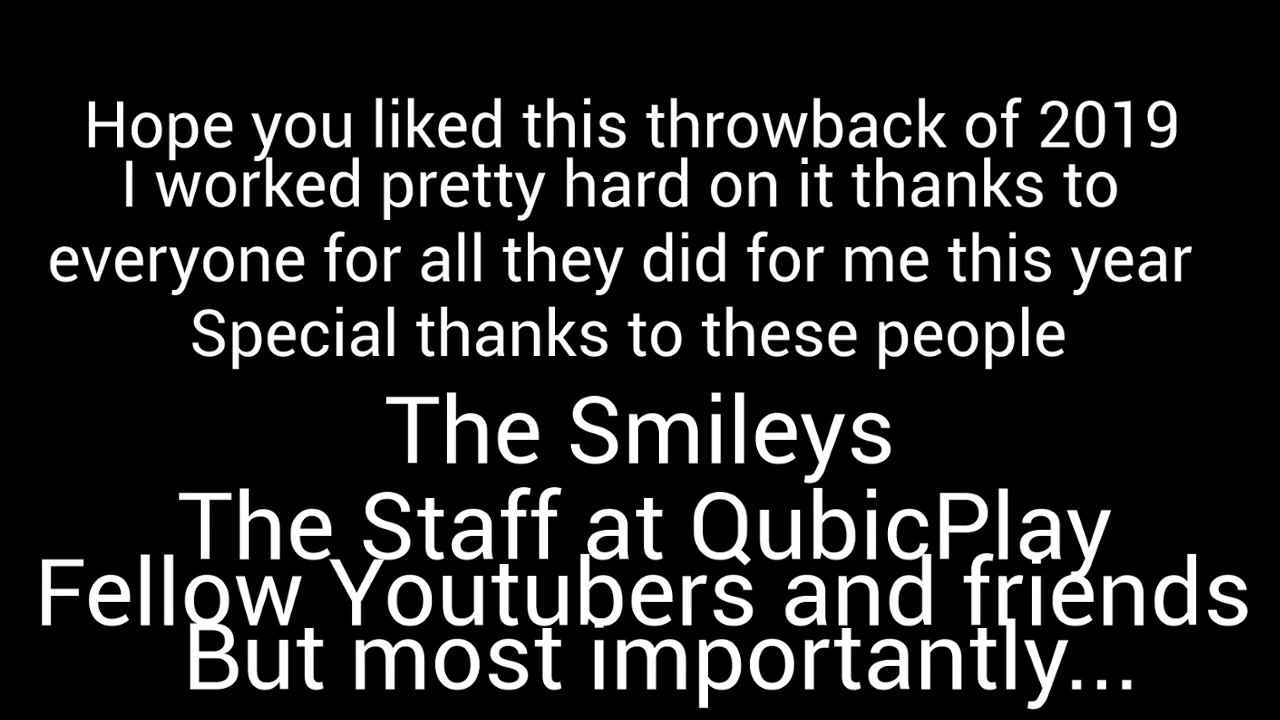 Hope you liked this throwback of 2019
I worked pretty hard on it thanks to
everyone for all they did for me this year
Special thanks to these people
The Smileys
The Staff at QubicPlay
Fellow Youtubers and friends
But most importantly...